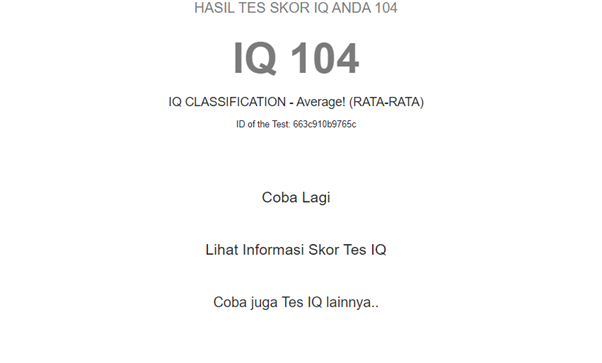 HASIL TES SKOR IQ ANDA 104
IQ 104
IQ CLASSIFICATION - Average! (RATA-RATA)
ID of the Test: 663c910b9765c
Coba Lagi
Lihat Informasi Skor Tes IQ
Coba juga Tes IQ lainnya..